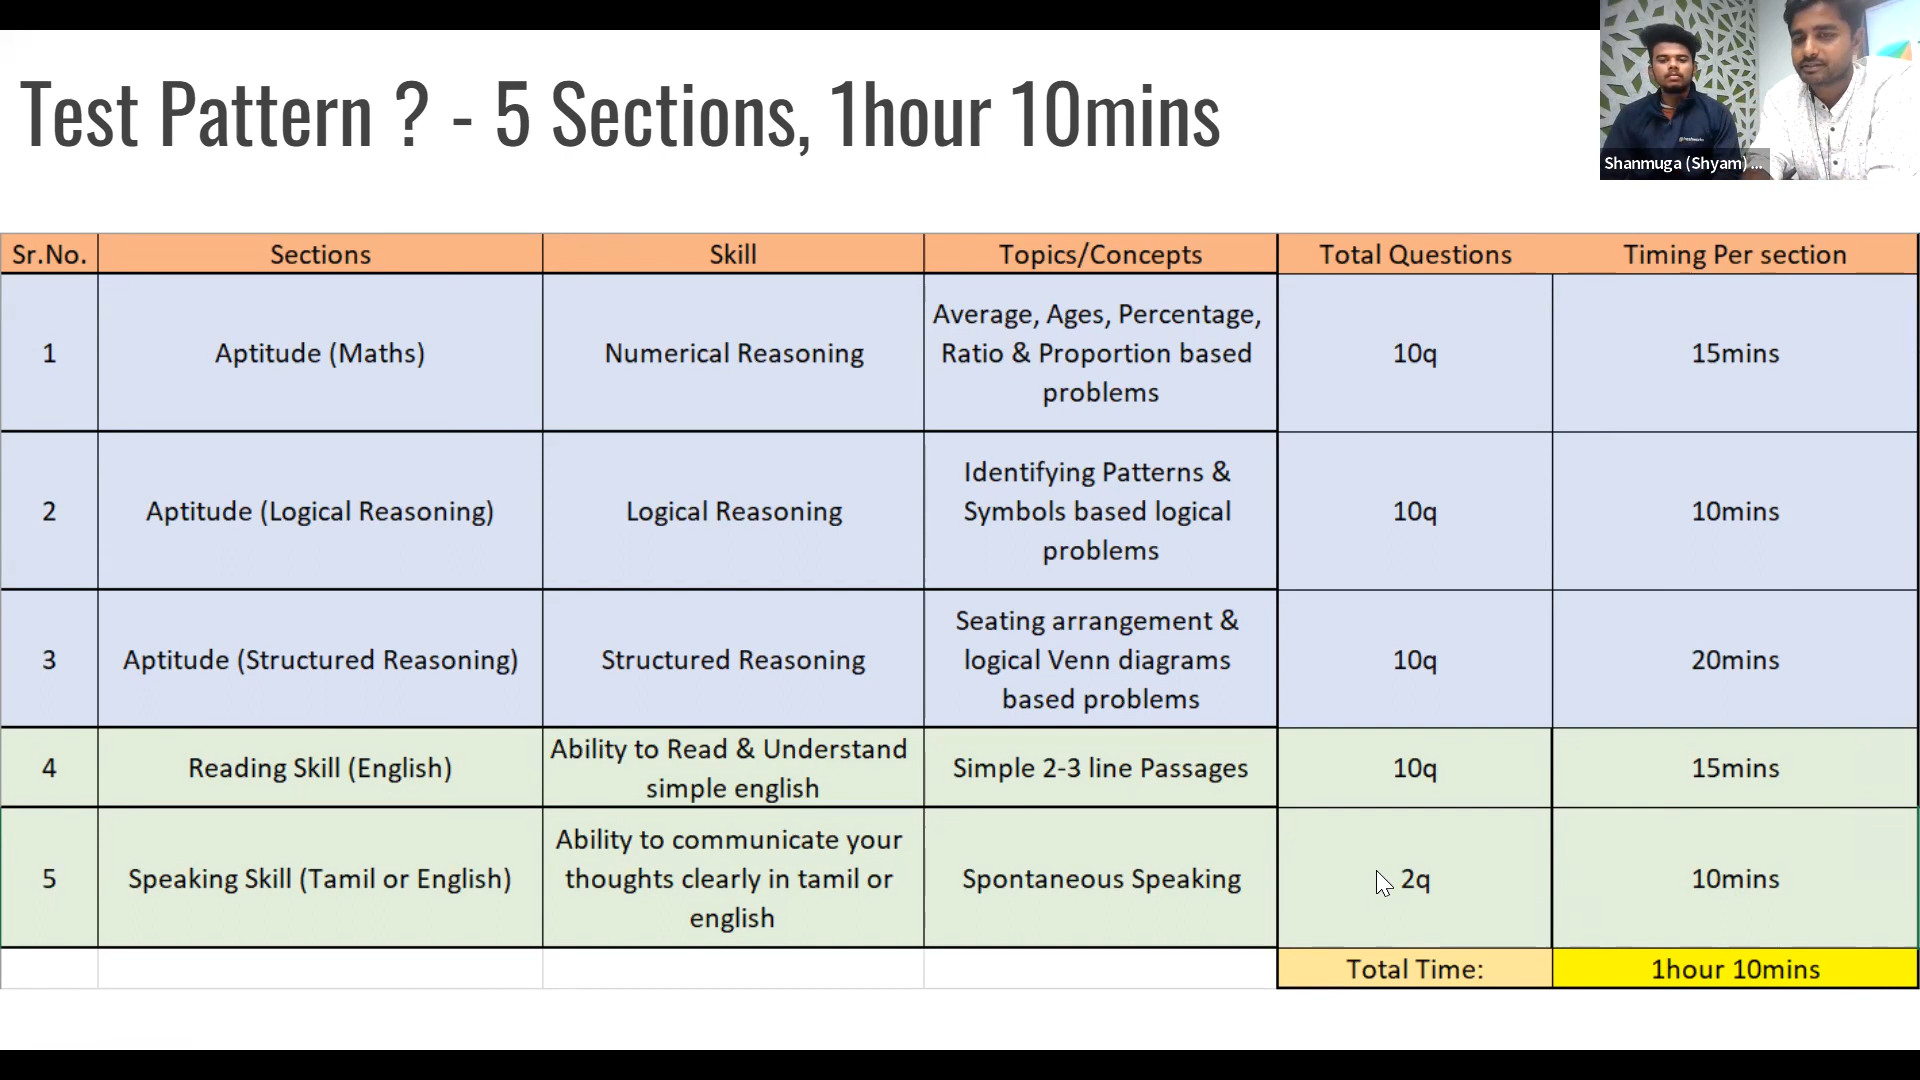 Test Pattern ? - 5 Sections, 1hour 10mins
Shanmuga (Shyam) ...
Sr.No. Sections Skill Topics/Concepts Total Questions Timing Per section
1 Aptitude (Maths) Numerical Reasoning Average, Ages, Percentage,
Ratio & Proportion based
problems 10q 15mins
2 Aptitude (Logical Reasoning) Logical Reasoning Identifying Patterns &
Symbols based logical
problems 10q 10mins
3 Aptitude (Structured Reasoning) Structured Reasoning Seating arrangement &
logical Venn diagrams
based problems 10q 20mins
4 Reading Skill (English) Ability to Read & Understand
simple english Simple 2-3 line Passages 10q 15mins
5 Speaking Skill (Tamil or English) Ability to communicate your
thoughts clearly in tamil or
english Spontaneous Speaking 2q 10mins
Total Time: 1hour 10mins